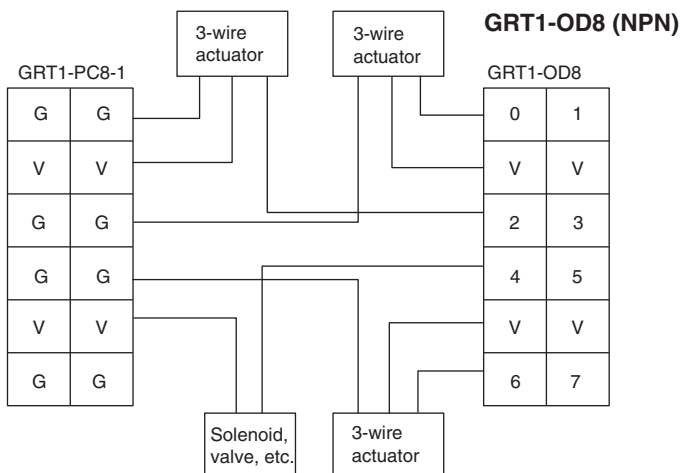 GRT1-OD8 (NPN)
3-wire
actuator
3-wire
actuator
GRT1-PC8-1
GRT1-OD8
G G 0 1
V V V V
G G 2 3
G G 4 5
V V V V
G G 6 7
Solenoid,
valve, etc.
3-wire
actuator